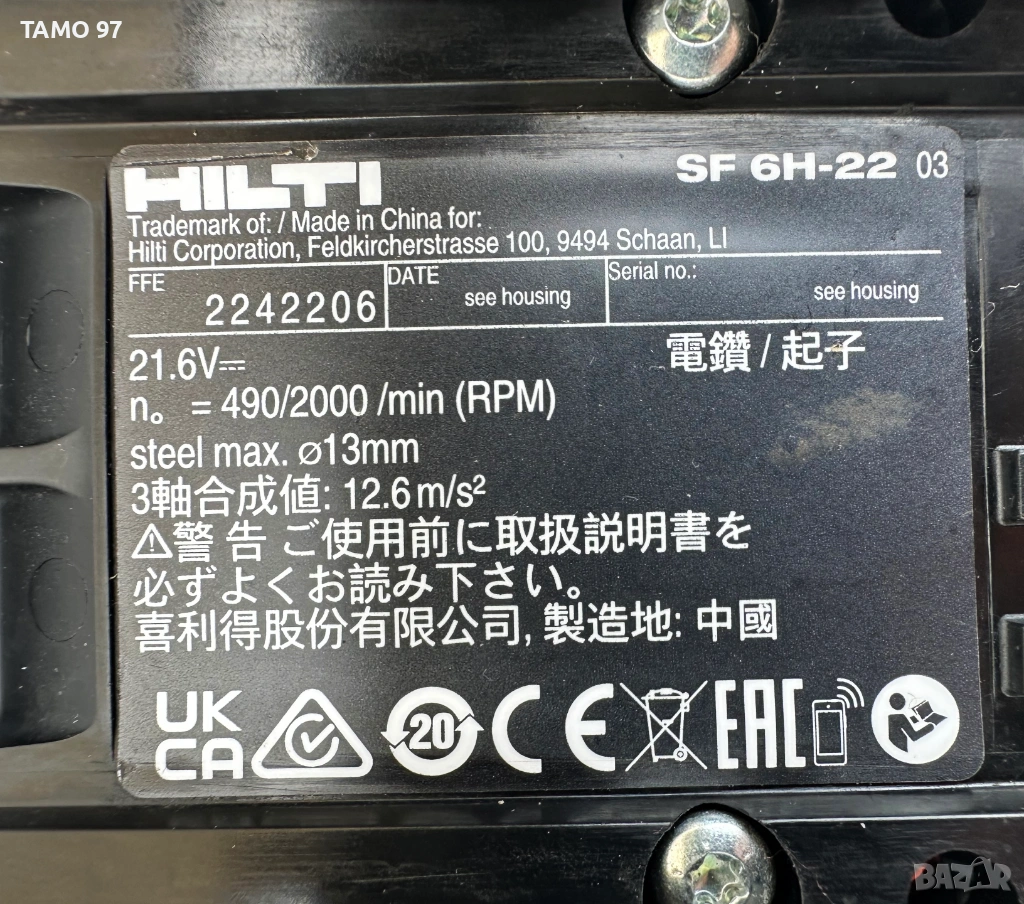 TAMO 97
HILTI
SF 6H-22 03
Trademark of: / Made in China for:
Hilti Corporation, Feldkircherstrasse 100, 9494 Schaan, LI
FFE 2242206
DATE see housing
Serial no.: see housing
21.6V⎓
電鑽 / 起子
n。 = 490/2000 /min (RPM)
steel max. ⌀13mm
3軸合成値: 12.6 m/s²
⚠警 告 ご使用前に取扱説明書を
必ずよくお読み下さい。
喜利得股份有限公司, 製造地: 中國
UK
CA
20
CE
EAC
BAZAR